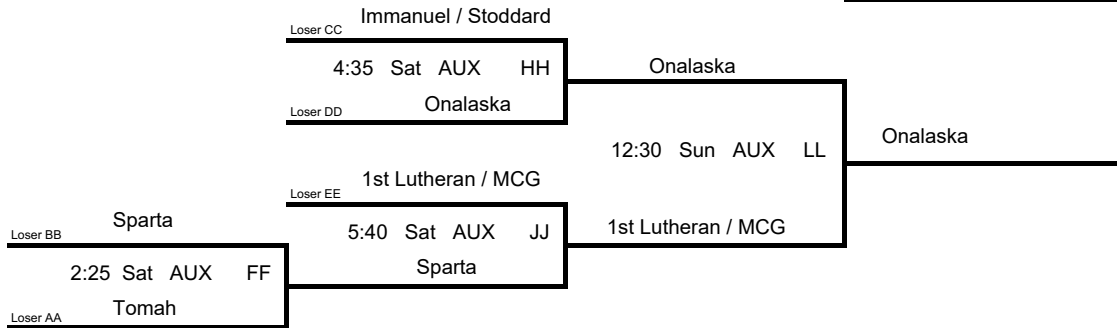 Immanuel / Stoddard
Loser CC
4:35 Sat AUX HH
Onalaska
Onalaska
Loser DD
12:30 Sun AUX LL
Onalaska
1st Lutheran / MCG
Loser EE
Sparta
Loser BB
5:40 Sat AUX JJ
1st Lutheran / MCG
Sparta
2:25 Sat AUX FF
Tomah
Loser AA